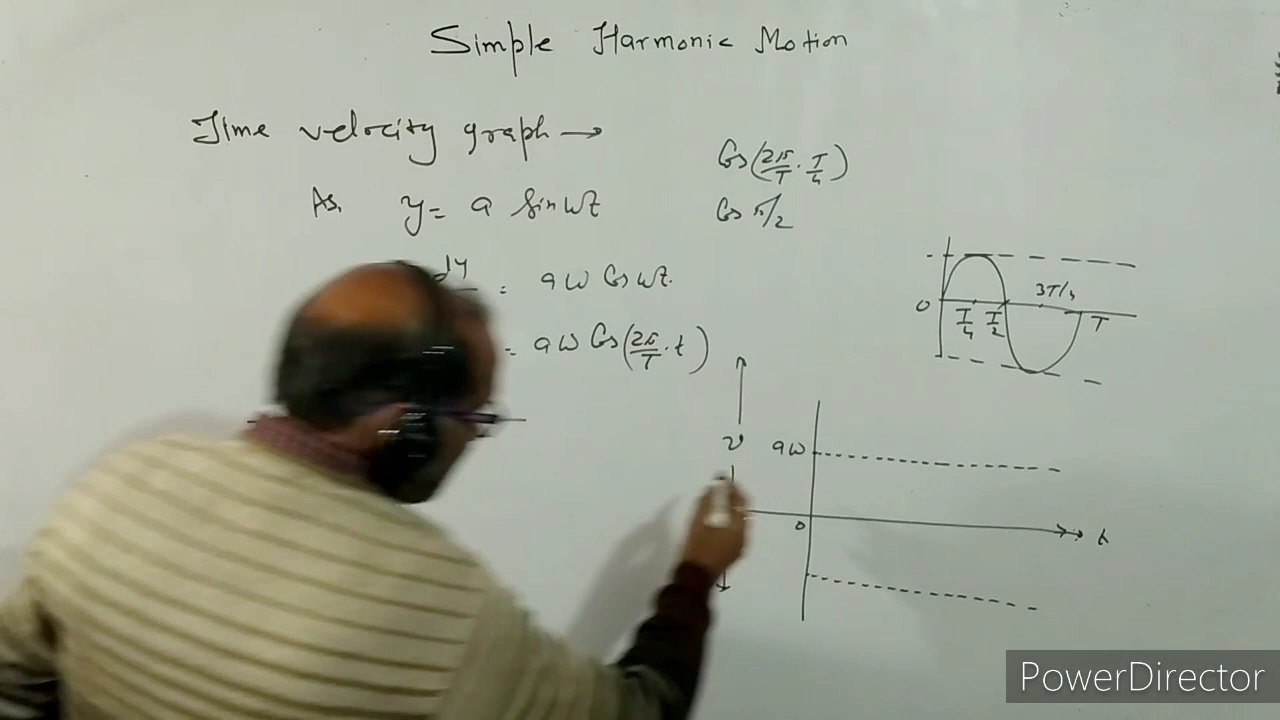 Simple Harmonic Motion
Time velocity graph →
As, y = a sin ωt
dy = aω Cos ωt.
= aω Cos(2π/T · t)
Cos(2π/T · T/4)
Cos π/2
0 T/4 T/2 3T/4 T
v
aω
0 t
PowerDirector